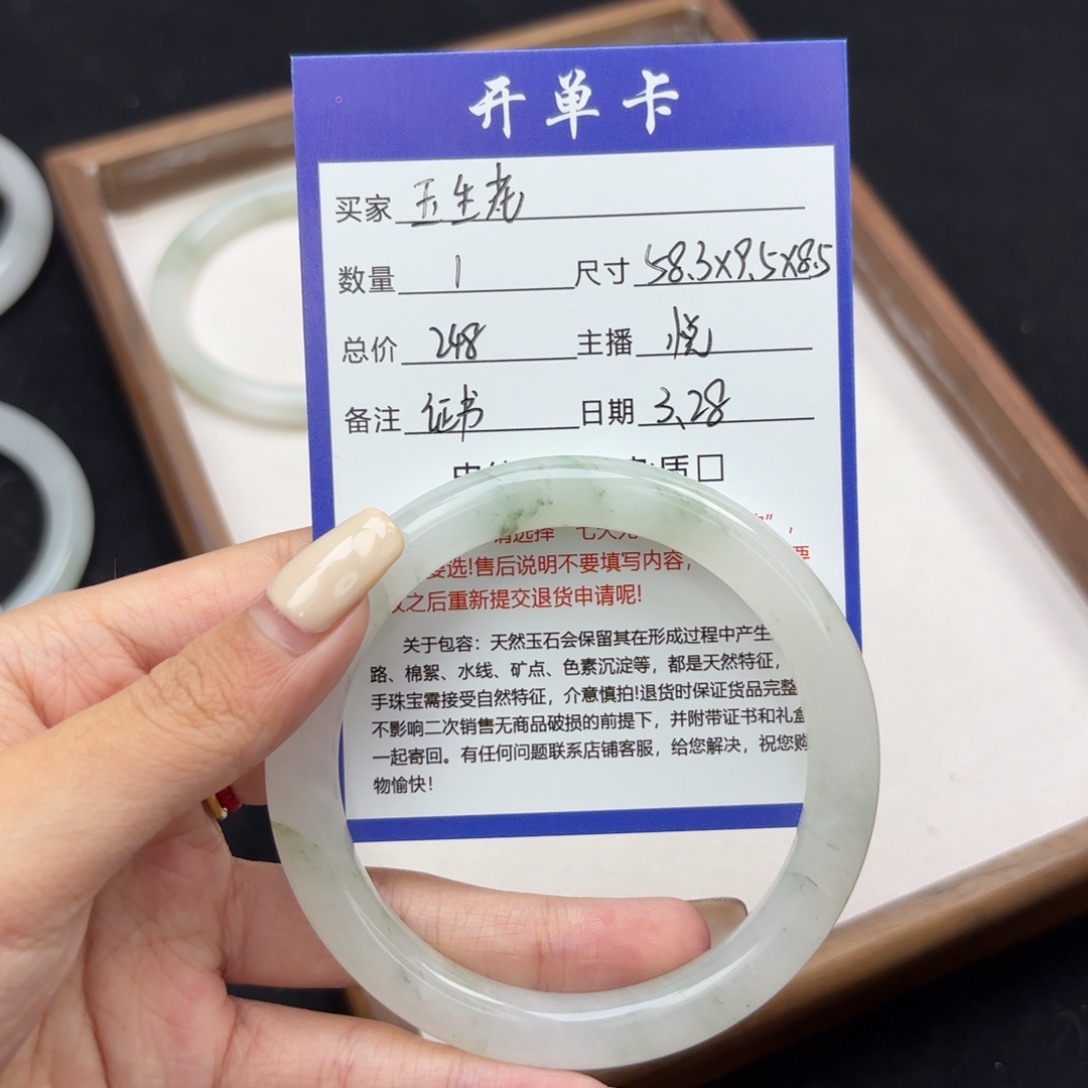 开单卡
买家 玉生尧
数量 1 尺寸 58.3X9.5X8.5
总价 248 主播 悦
备注 证书 日期 3.28
质□
请选择"七天无
要选!售后说明不要填写内容,
之后重新提交退货申请呢!
关于包容:天然玉石会保留其在形成过程中产生
路、棉絮、水线、矿点、色素沉淀等,都是天然特征,
手珠宝需接受自然特征,介意慎拍!退货时保证货品完整
不影响二次销售无商品破损的前提下,并附带证书和礼盒
一起寄回。有任何问题联系店铺客服,给您解决,祝您购
物愉快!